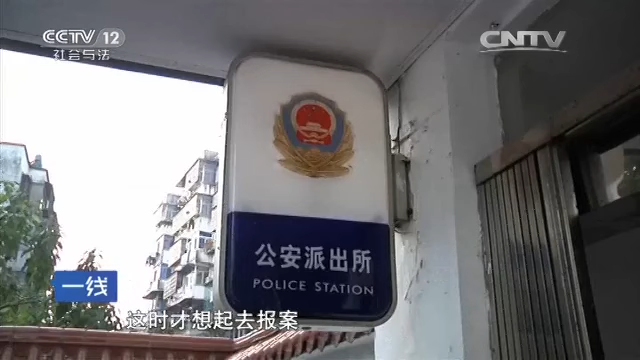 CCTV 12
社会与法
CNTV
公安派出所
POLICE STATION
一线
这时才想起去报案